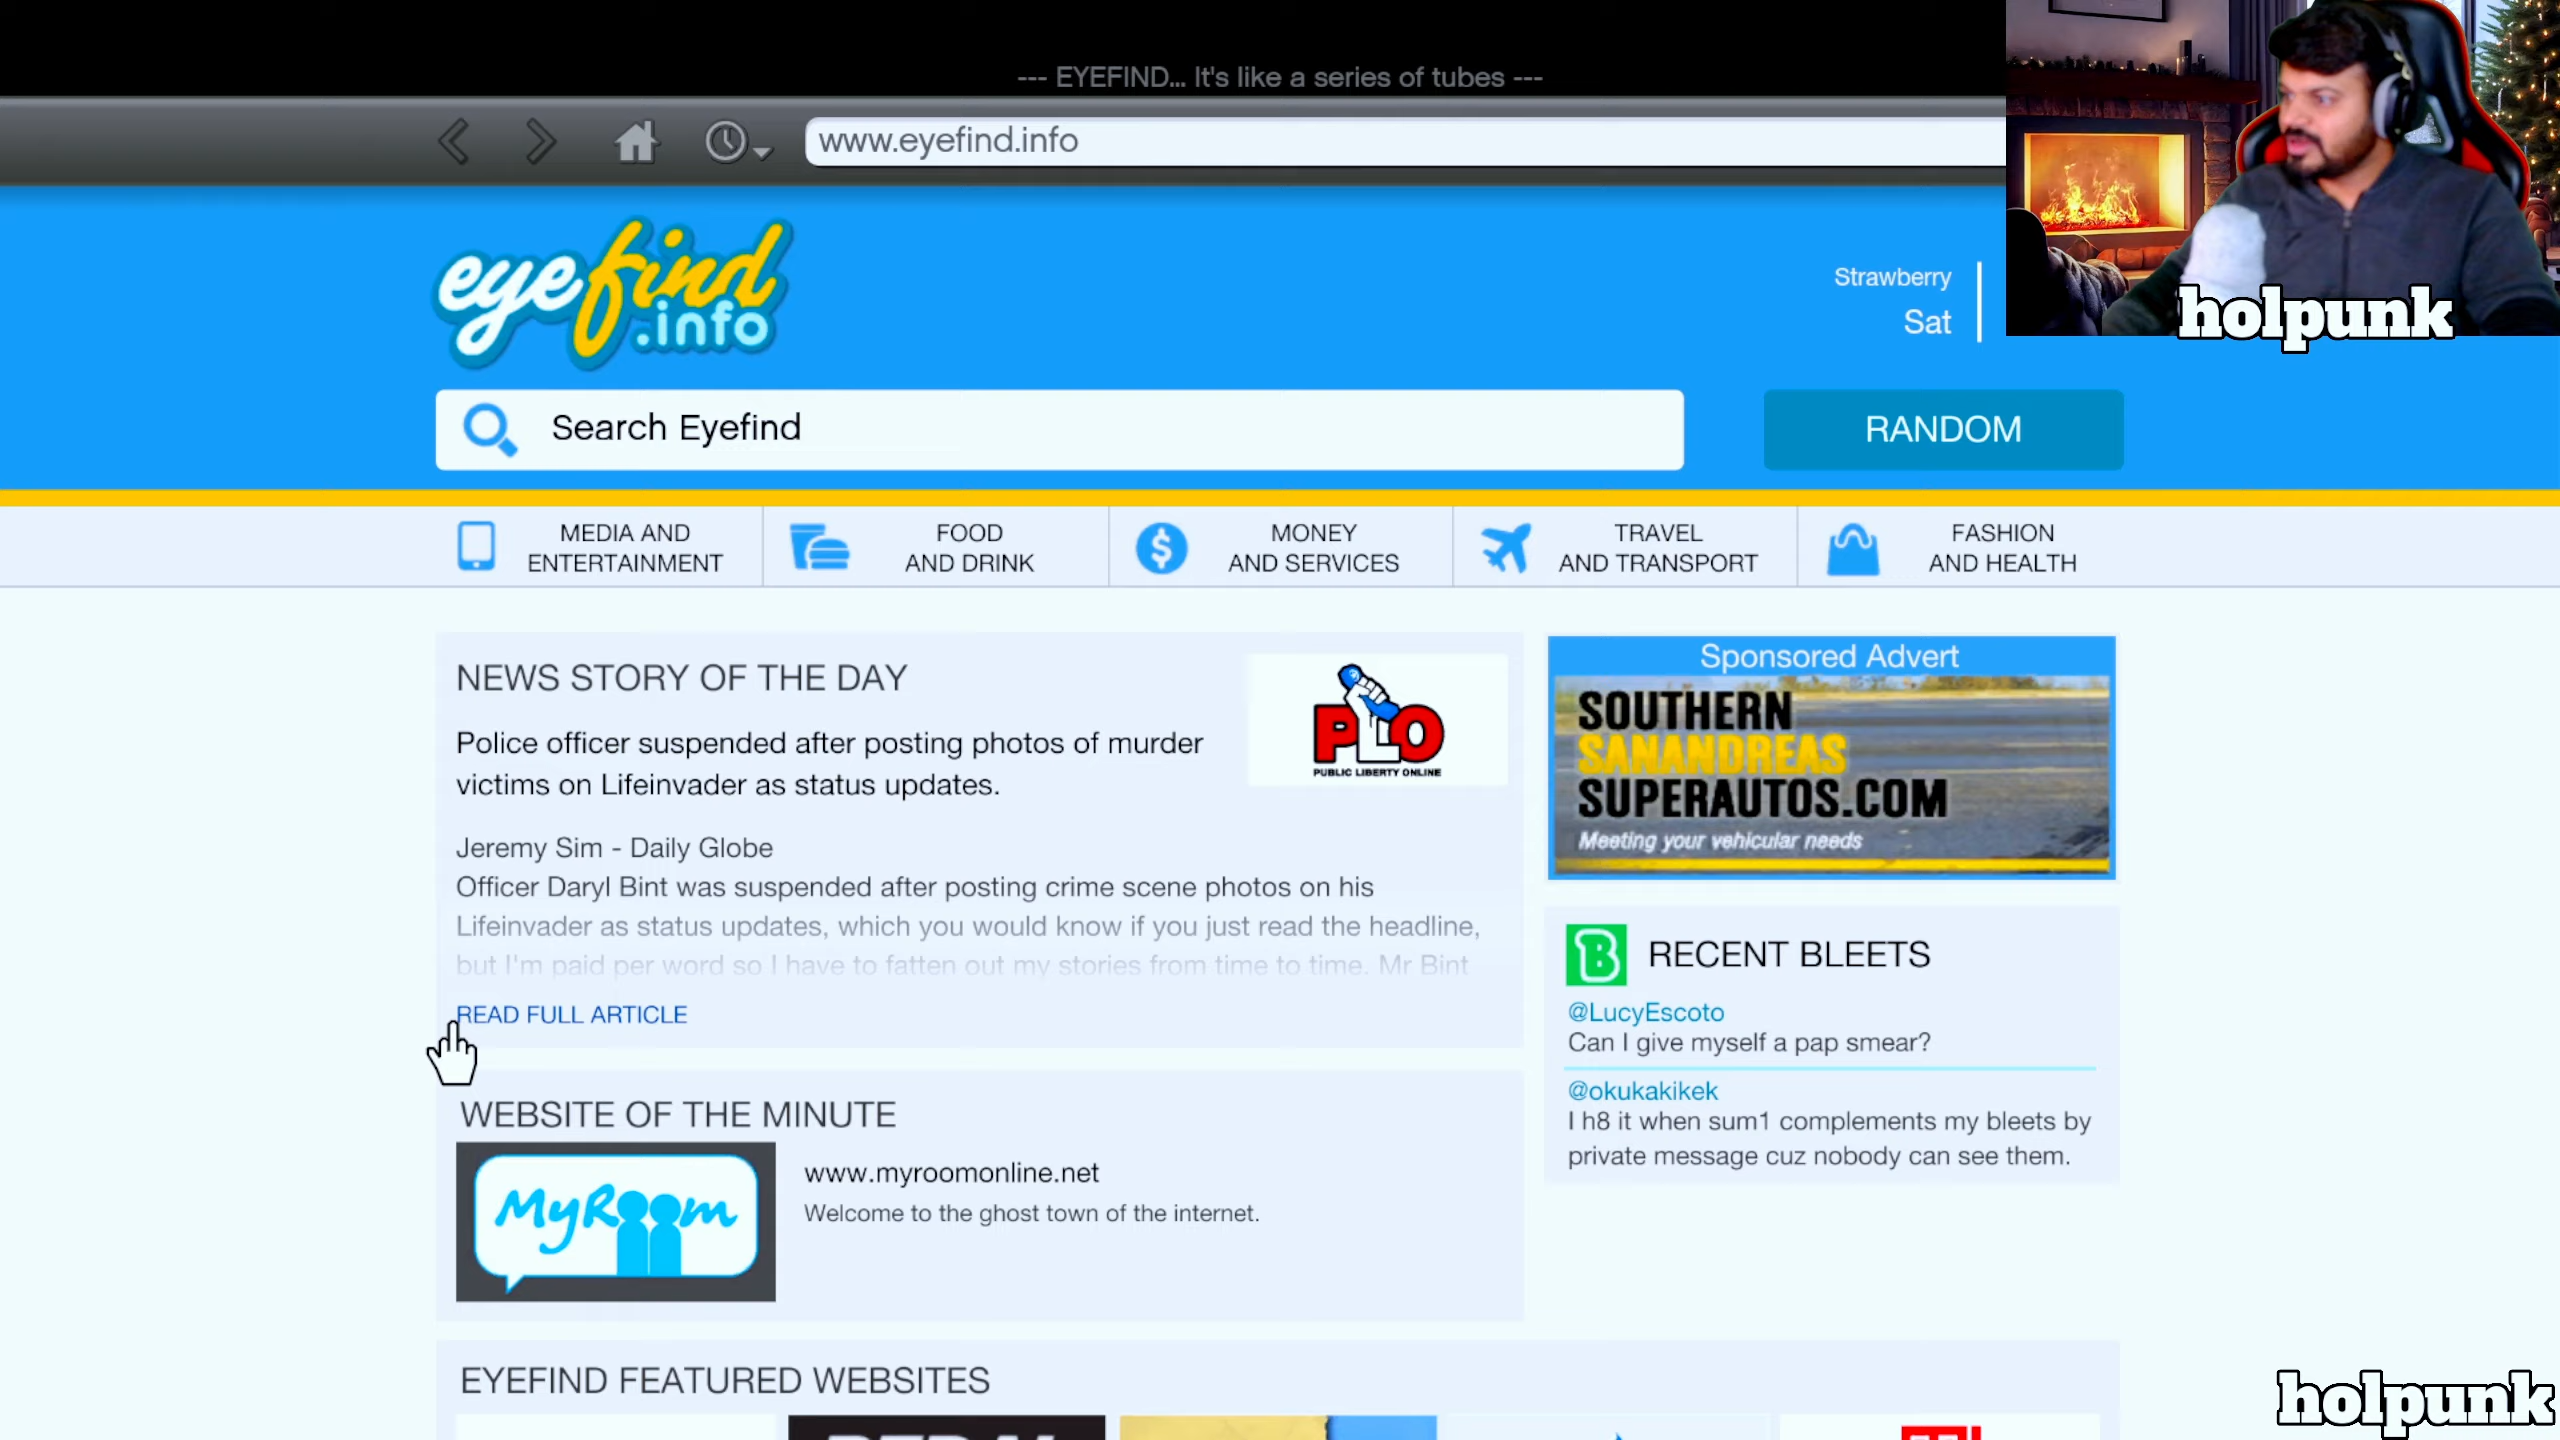 --- EYEFIND... It's like a series of tubes ---
www.eyefind.info
eyefind
.info
Strawberry
Sat
holpunk
Search Eyefind
RANDOM
MEDIA AND
ENTERTAINMENT
FOOD
AND DRINK
MONEY
AND SERVICES
TRAVEL
AND TRANSPORT
FASHION
AND HEALTH
NEWS STORY OF THE DAY
Police officer suspended after posting photos of murder
victims on Lifeinvader as status updates.
PLO
PUBLIC LIBERTY ONLINE
Jeremy Sim - Daily Globe
Officer Daryl Bint was suspended after posting crime scene photos on his
Lifeinvader as status updates, which you would know if you just read the headline,
but I'm paid per word so I have to fatten out my stories from time to time. Mr Bint
READ FULL ARTICLE
Sponsored Advert
SOUTHERN
SANANDREAS
SUPERAUTOS.COM
Meeting your vehicular needs
B
RECENT BLEETS
@LucyEscoto
Can I give myself a pap smear?
@okukakikek
I h8 it when sum1 complements my bleets by
private message cuz nobody can see them.
WEBSITE OF THE MINUTE
MyRoom
www.myroomonline.net
Welcome to the ghost town of the internet.
EYEFIND FEATURED WEBSITES
holpunk